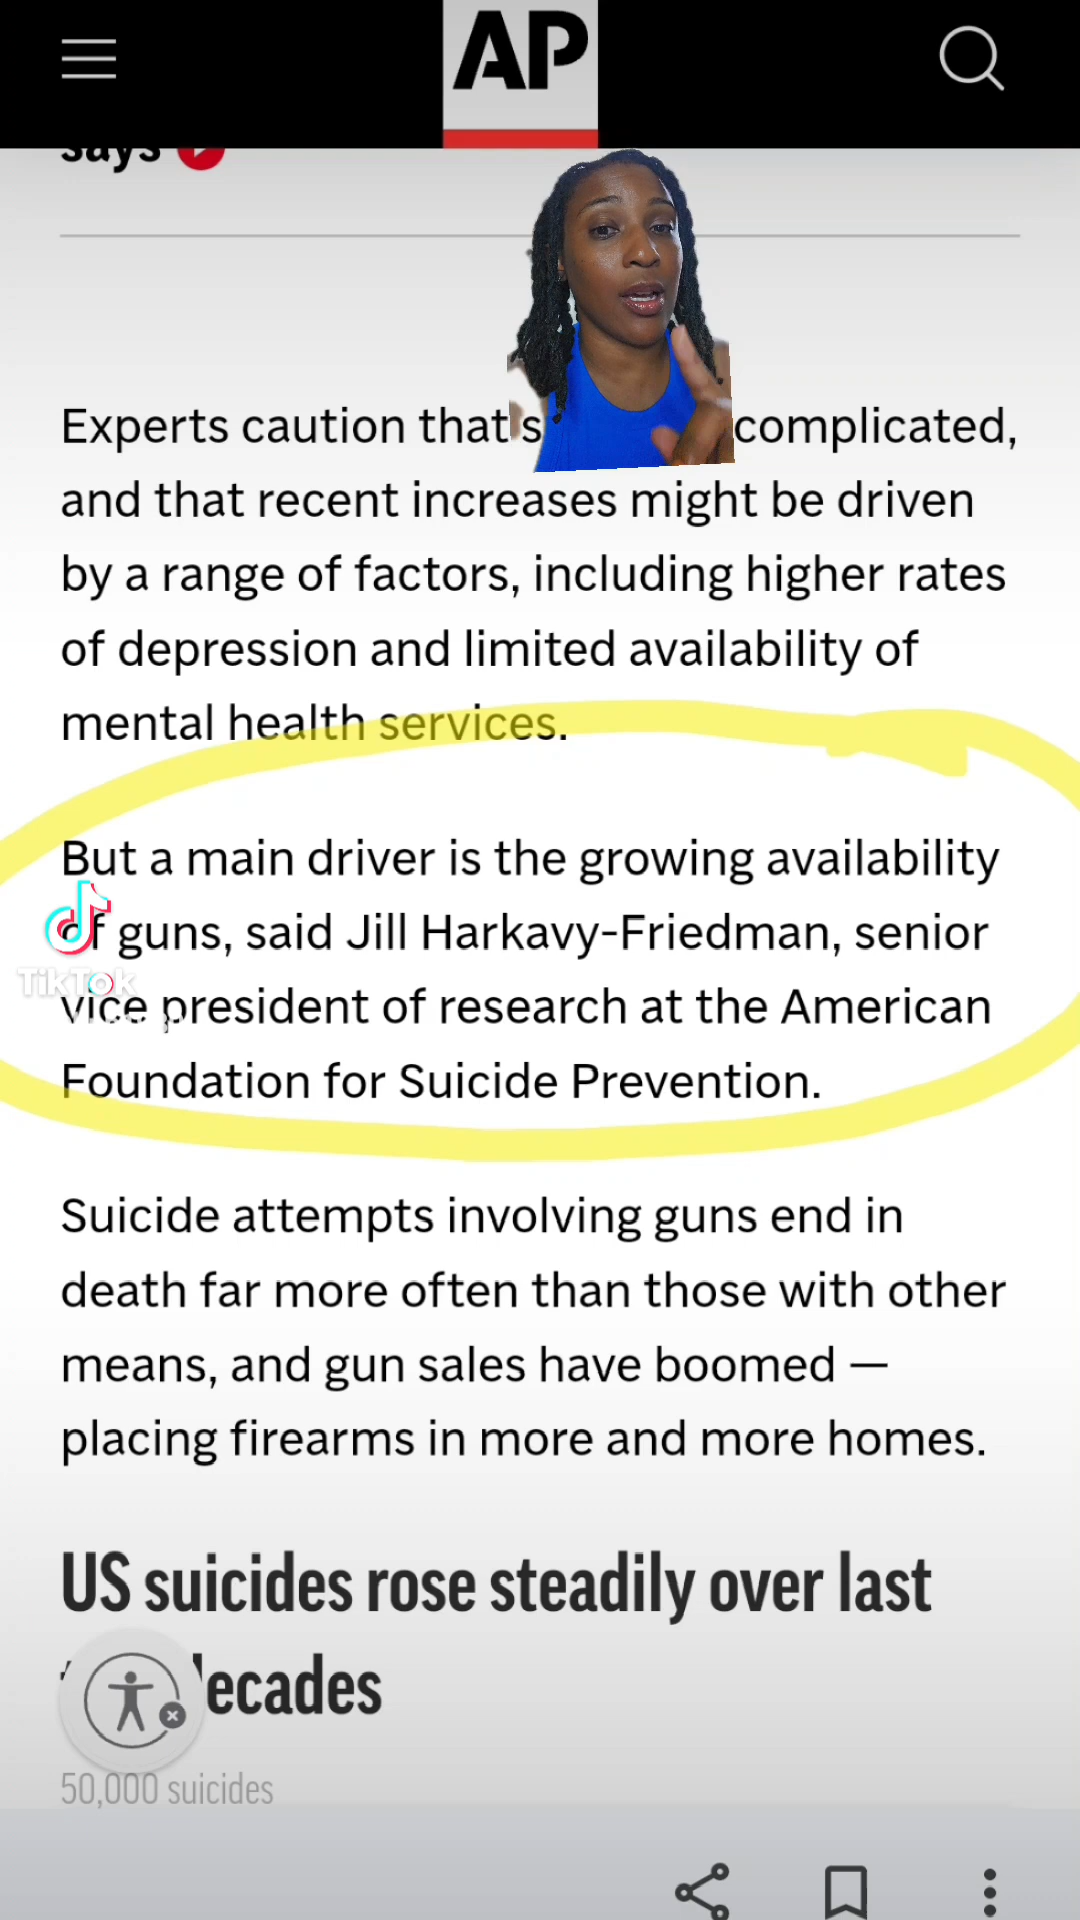 AP
says
Experts caution that s complicated,
and that recent increases might be driven
by a range of factors, including higher rates
of depression and limited availability of
mental health services.
But a main driver is the growing availability
of guns, said Jill Harkavy-Friedman, senior
TikTok
vice president of research at the American
Foundation for Suicide Prevention.
Suicide attempts involving guns end in
death far more often than those with other
means, and gun sales have boomed —
placing firearms in more and more homes.
US suicides rose steadily over last
decades
50,000 suicides